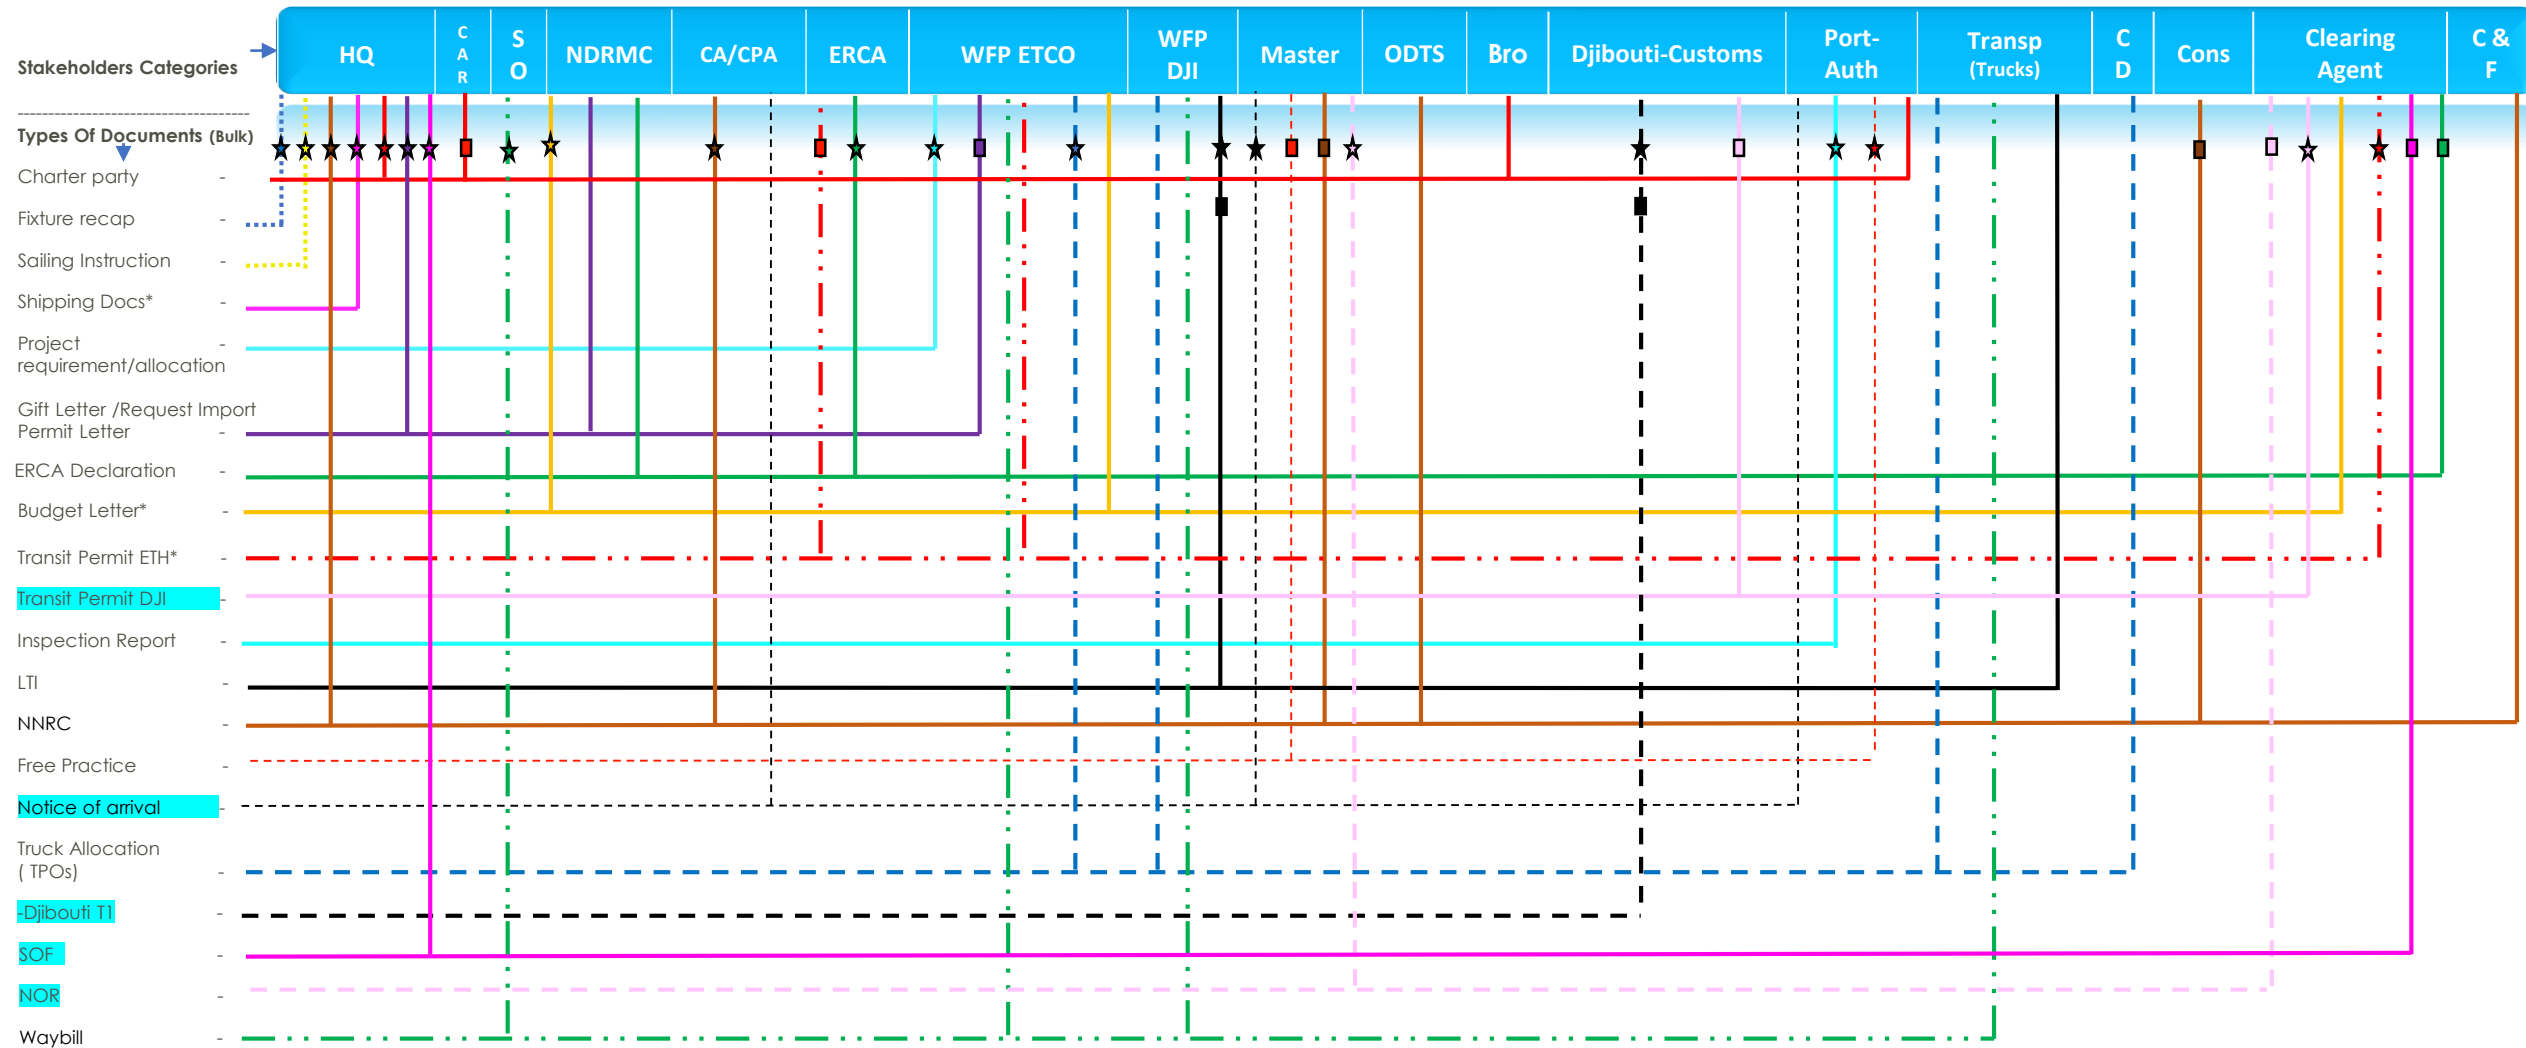 Stakeholders Categories
HQ
C
A
R
S
O
NDRMC
CA/CPA
ERCA
WFP ETCO
WFP
DJI
Master
ODTS
Bro
Djibouti-Customs
Port-
Auth
Transp
(Trucks)
C
D
Cons
Clearing
Agent
C &
F
--------------------------------------
Types Of Documents (Bulk)
Charter party -
Fixture recap -
Sailing Instruction -
Shipping Docs* -
Project -
requirement/allocation
Gift Letter /Request Import
Permit Letter -
ERCA Declaration -
Budget Letter* -
Transit Permit ETH* -
Transit Permit DJI -
Inspection Report -
LTI -
NNRC -
Free Practice -
Notice of arrival -
Truck Allocation
( TPOs) -
-Djibouti T1 -
SOF -
NOR -
Waybill -